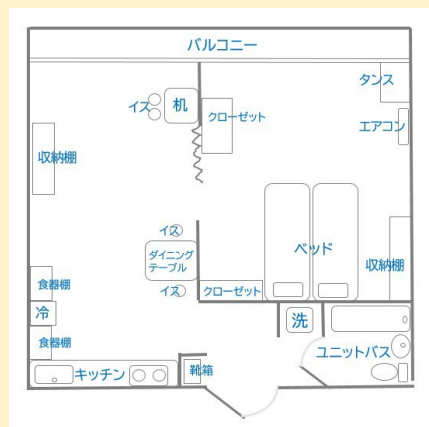 バルコニー
タンス
イス
机
クローゼット
エアコン
収納棚
イス
ダイニング
テーブル
ベッド
収納棚
食器棚
イス
クローゼット
冷
洗
食器棚
ユニットバス
キッチン
靴箱